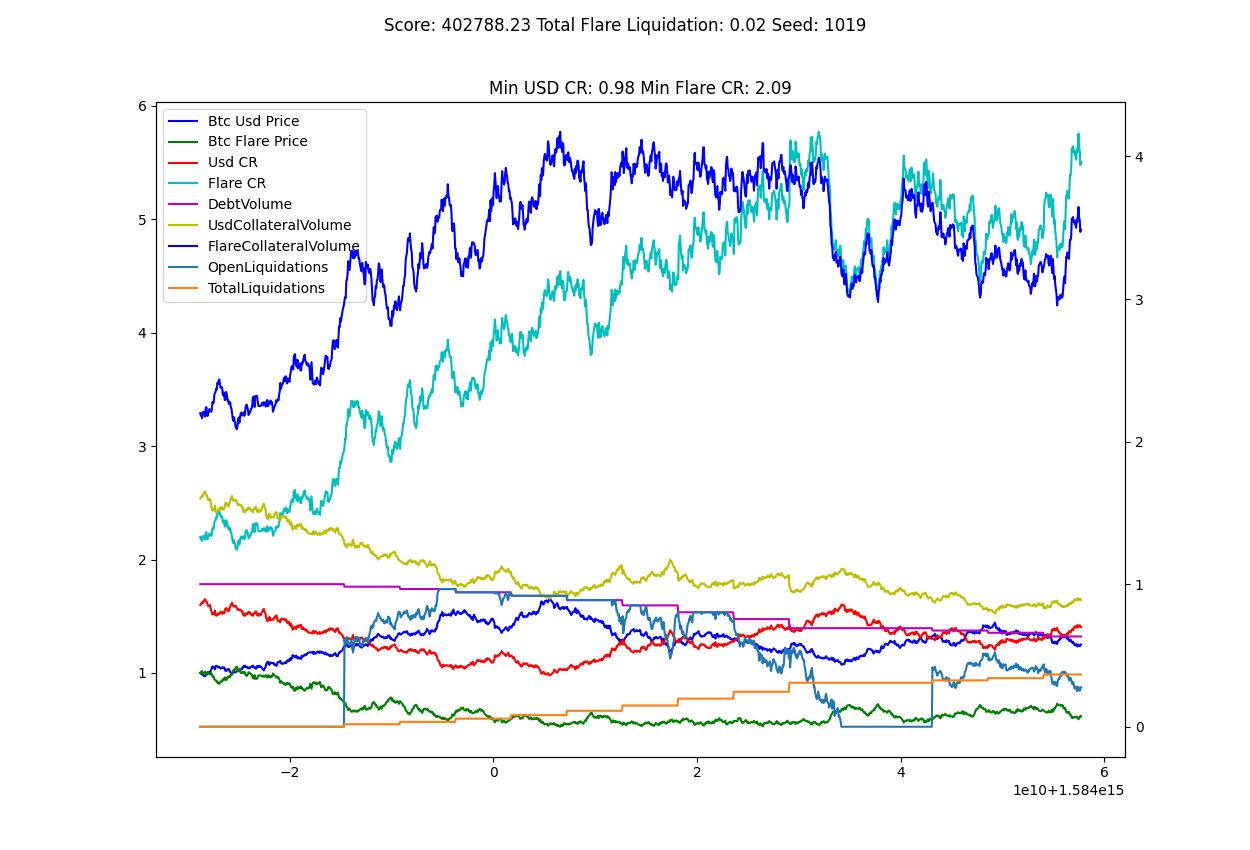 Score: 402788.23 Total Flare Liquidation: 0.02 Seed: 1019
Min USD CR: 0.98 Min Flare CR: 2.09
6
5
4
3
2
1
Btc Usd Price
Btc Flare Price
Usd CR
Flare CR
DebtVolume
UsdCollateralVolume
FlareCollateralVolume
OpenLiquidations
TotalLiquidations
4
3
2
1
0
−2 0 2 4 6
1e10+1.584e15